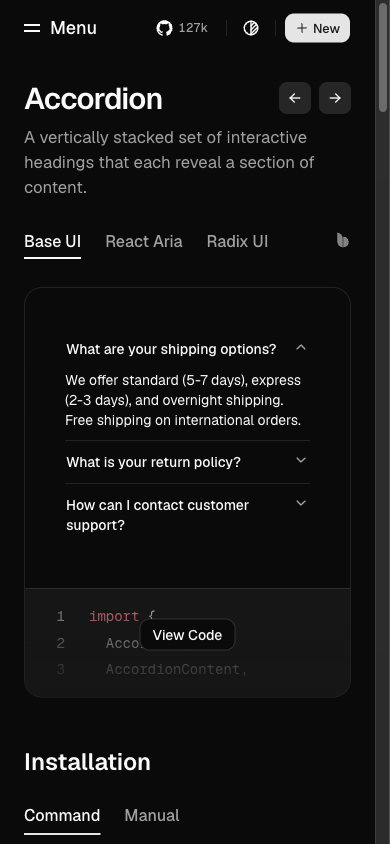 Menu
127k
New
Accordion
A vertically stacked set of interactive
headings that each reveal a section of
content.
Base UI
React Aria
Radix UI
What are your shipping options?
We offer standard (5-7 days), express
(2-3 days), and overnight shipping.
Free shipping on international orders.
What is your return policy?
How can I contact customer
support?
1 import {
2
View Code
3 AccordionContent,
Installation
Command
Manual